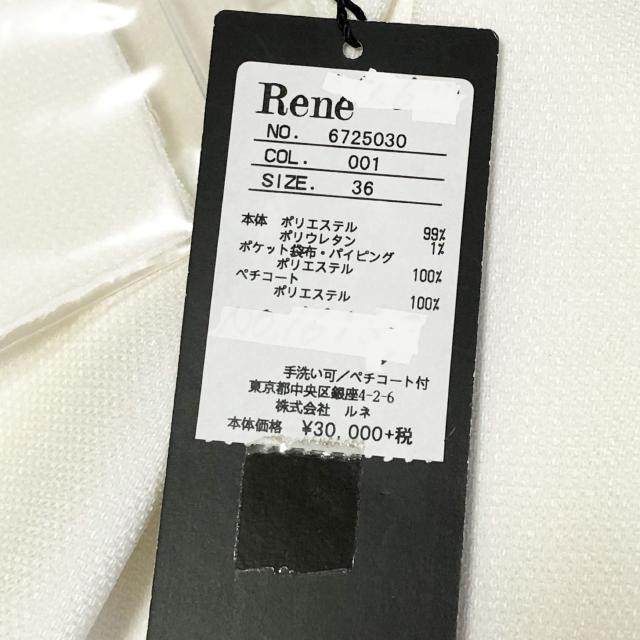 René
NO. 6725030
COL. 001
SIZE. 36
本体 ポリエステル 99%
ポリウレタン 1%
ポケット袋布・パイピング
ポリエステル 100%
ペチコート
ポリエステル 100%
手洗い可/ペチコート付
東京都中央区銀座4-2-6
株式会社 ルネ
本体価格 ¥30,000+税